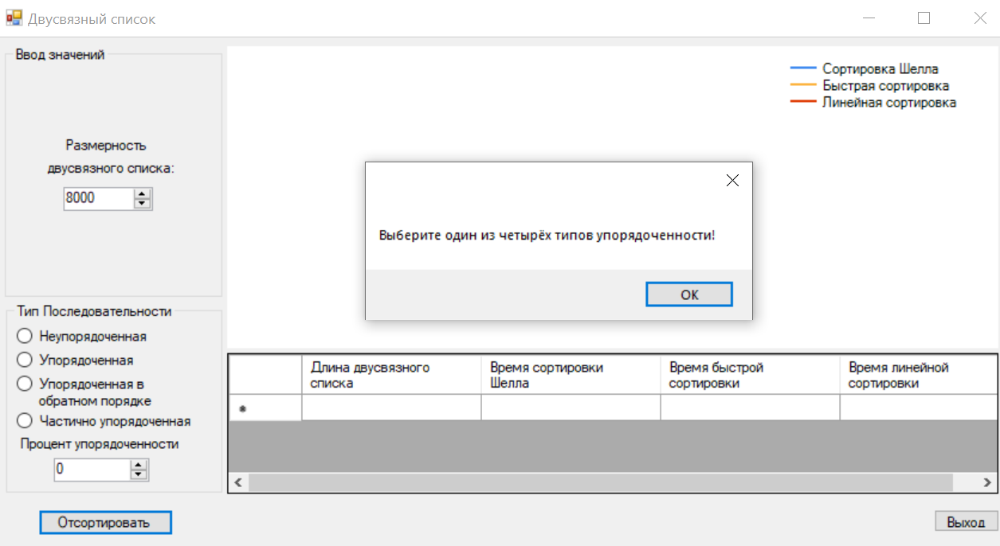 Двусвязный список
Ввод значений
Размерность
двусвязного списка:
8000
Сортировка Шелла
Быстрая сортировка
Линейная сортировка
Выберите один из четырёх типов упорядоченности!
OK
Тип Последовательности
Неупорядоченная
Упорядоченная
Упорядоченная в
обратном порядке
Частично упорядоченная
Процент упорядоченности
0
Длина двусвязного
списка
Время сортировки
Шелла
Время быстрой
сортировки
Время линейной
сортировки
Отсортировать
Выход